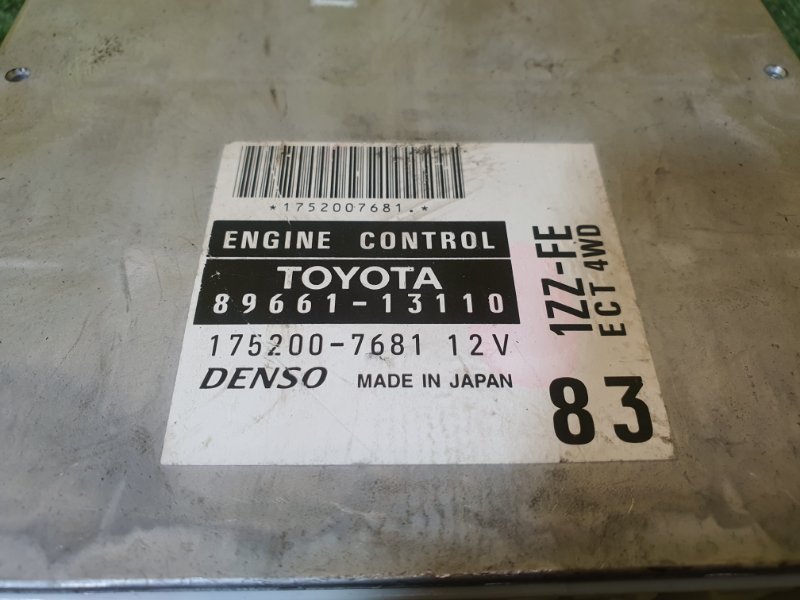 *1752007681.*
ENGINE CONTROL
TOYOTA
89661-13110
175200-7681 12V
DENSO MADE IN JAPAN
1ZZ-FE
ECT 4WD
83